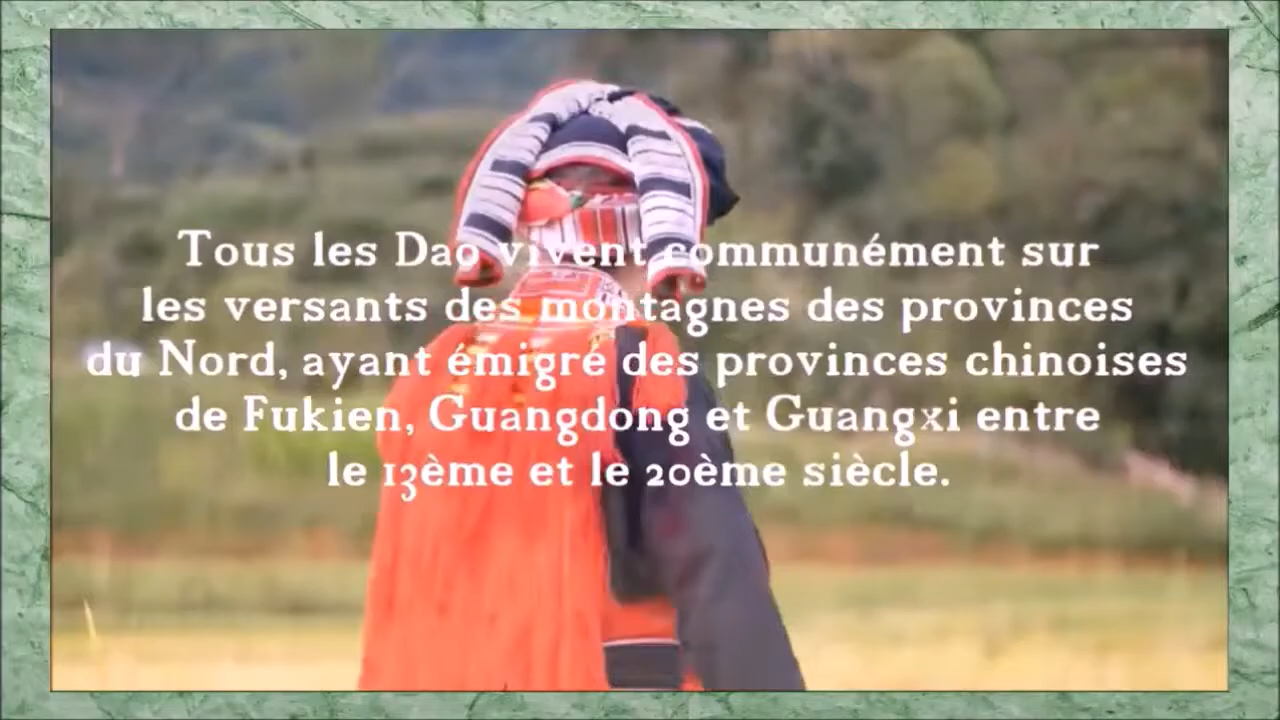 Tous les Dao vivent communément sur
les versants des montagnes des provinces
du Nord, ayant émigré des provinces chinoises
de Fukien, Guangdong et Guangxi entre
le 13ème et le 20ème siècle.